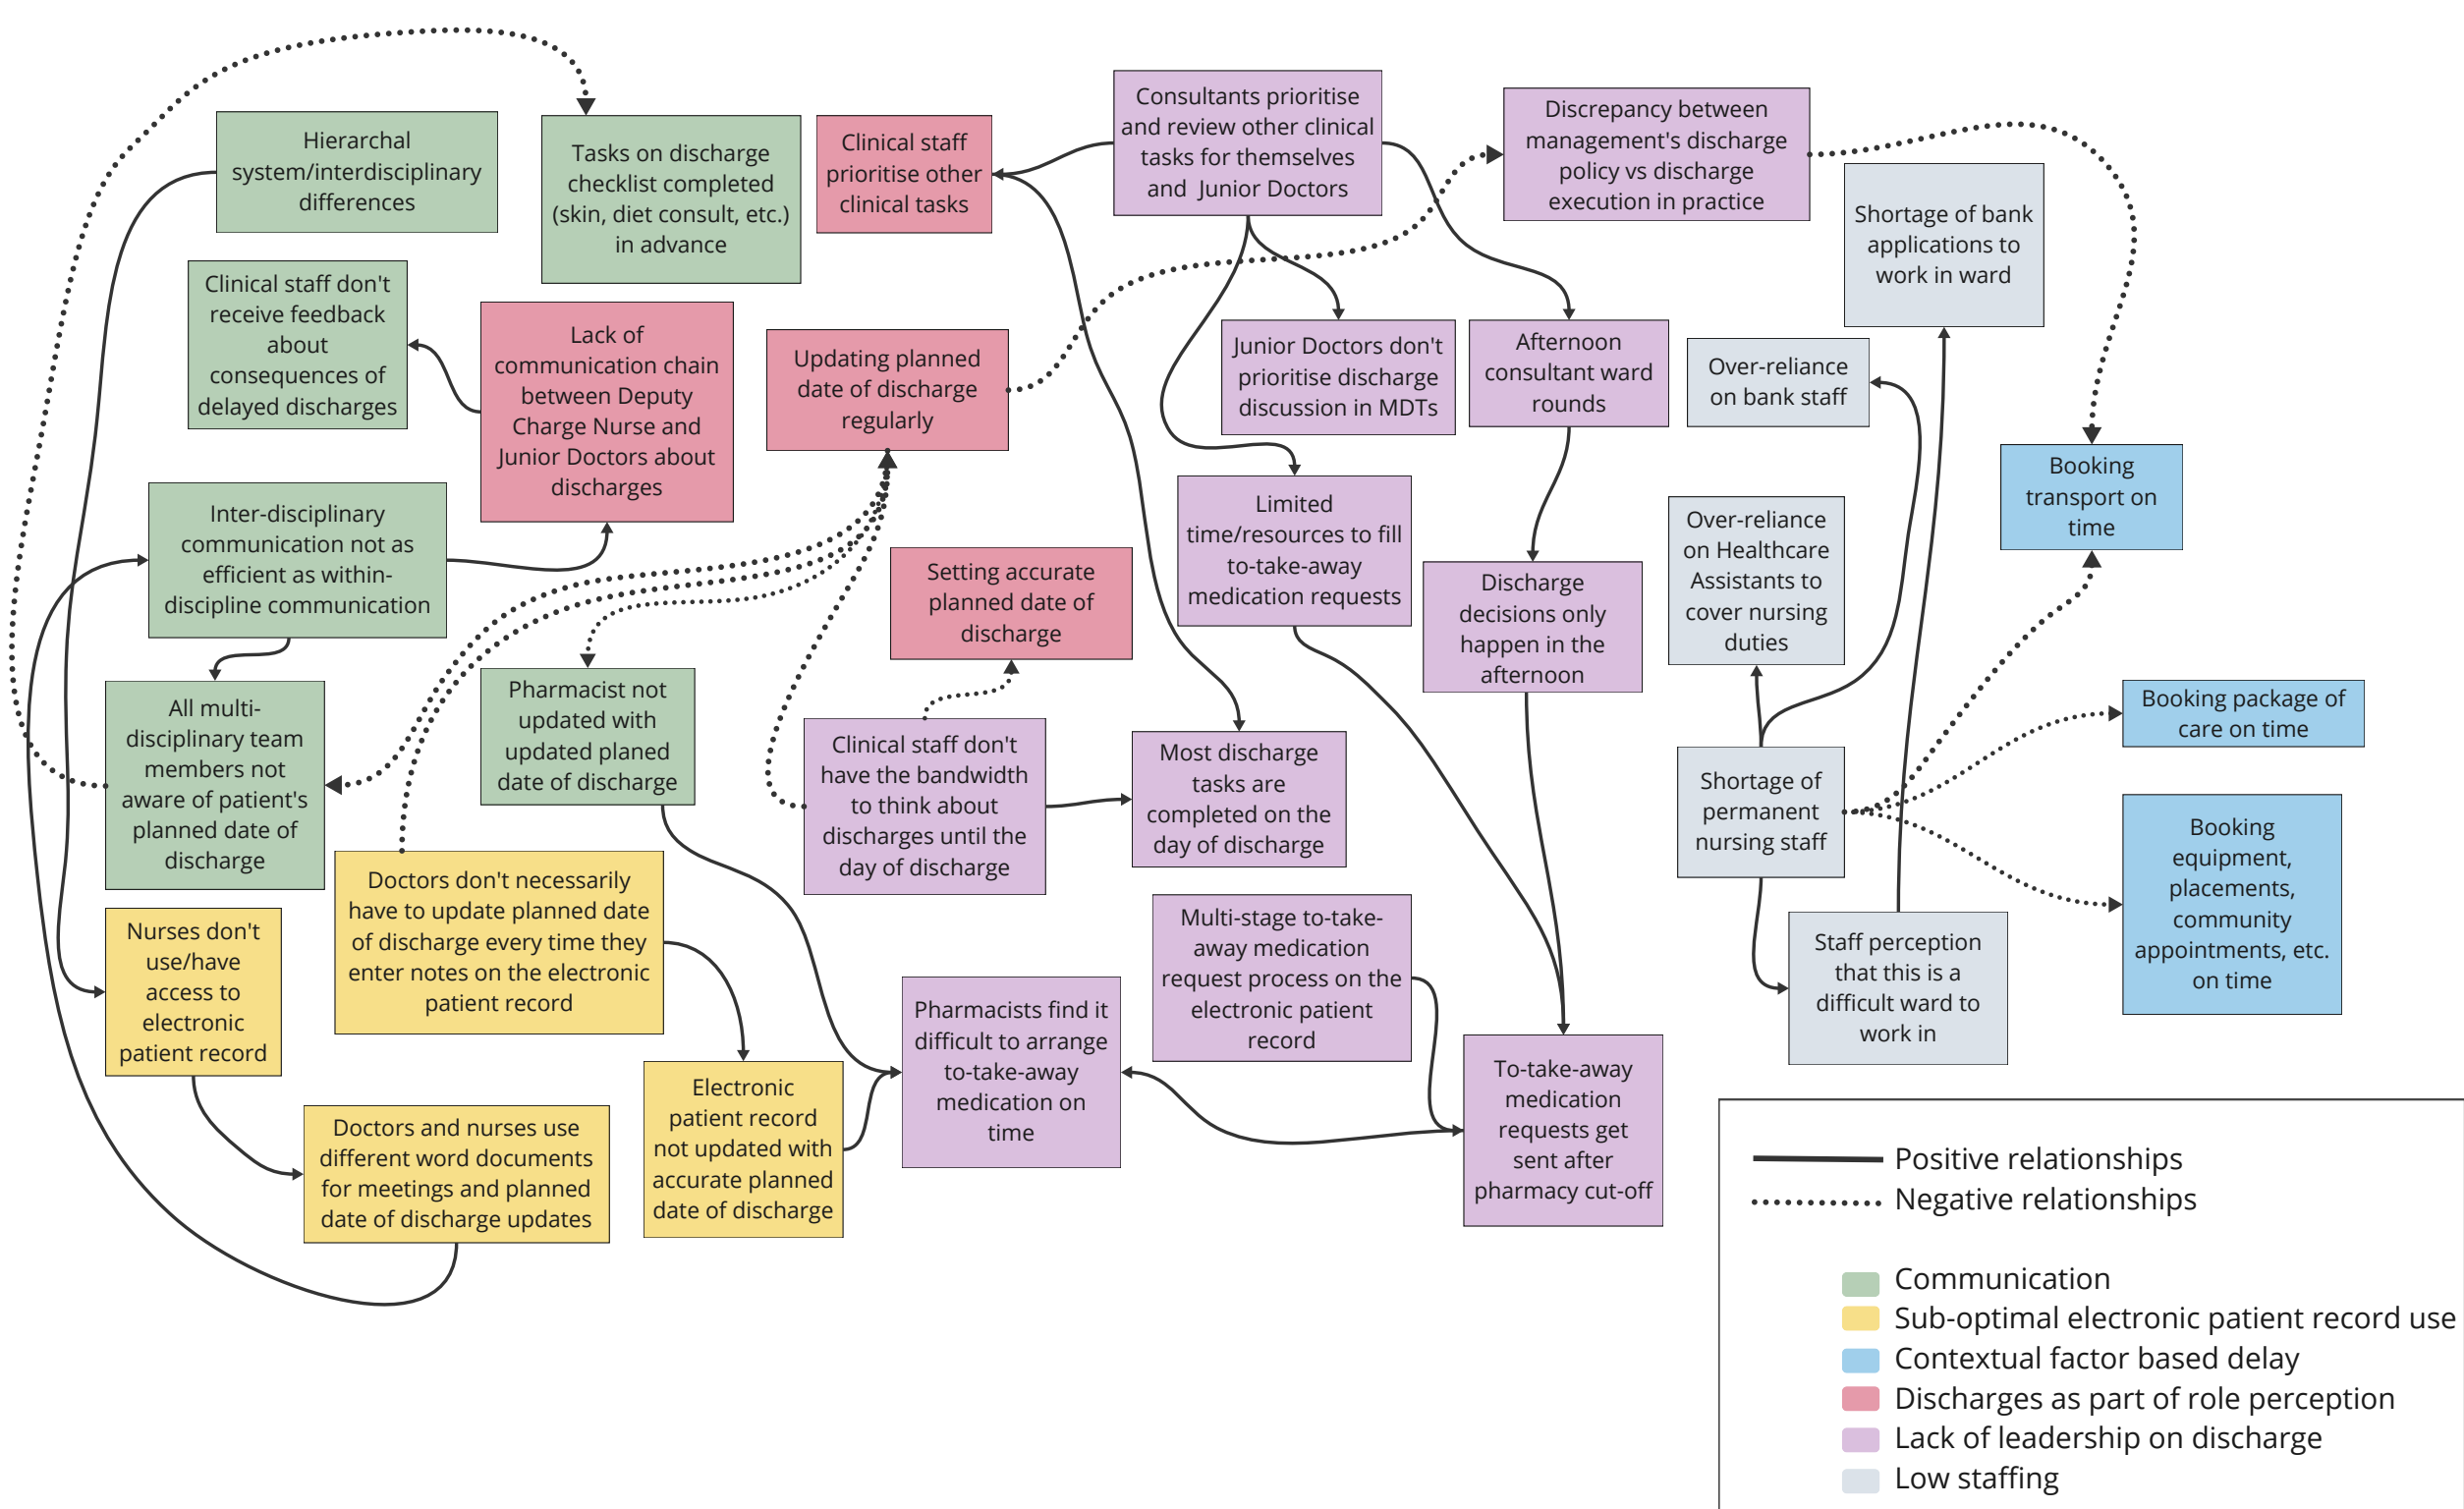 Hierarchal
system/interdisciplinary
differences
Tasks on discharge
checklist completed
(skin, diet consult, etc.)
in advance
Clinical staff
prioritise other
clinical tasks
Consultants prioritise
and review other clinical
tasks for themselves
and Junior Doctors
Discrepancy between
management's discharge
policy vs discharge
execution in practice
Shortage of bank
applications to
work in ward
Clinical staff don't
receive feedback
about
consequences of
delayed discharges
Lack of
communication chain
between Deputy
Charge Nurse and
Junior Doctors about
discharges
Updating planned
date of discharge
regularly
Junior Doctors don't
prioritise discharge
discussion in MDTs
Afternoon
consultant ward
rounds
Over-reliance
on bank staff
Booking
transport on
time
Inter-disciplinary
communication not as
efficient as within-
discipline communication
Setting accurate
planned date of
discharge
Limited
time/resources to fill
to-take-away
medication requests
Discharge
decisions only
happen in the
afternoon
Over-reliance
on Healthcare
Assistants to
cover nursing
duties
All multi-
disciplinary team
members not
aware of patient's
planned date of
discharge
Pharmacist not
updated with
updated planed
date of discharge
Clinical staff don't
have the bandwidth
to think about
discharges until the
day of discharge
Most discharge
tasks are
completed on the
day of discharge
Shortage of
permanent
nursing staff
Booking package of
care on time
Booking
equipment,
placements,
community
appointments, etc.
on time
Nurses don't
use/have
access to
electronic
patient record
Doctors don't necessarily
have to update planned date
of discharge every time they
enter notes on the electronic
patient record
Multi-stage to-take-
away medication
request process on the
electronic patient
record
Staff perception
that this is a
difficult ward to
work in
Doctors and nurses use
different word documents
for meetings and planned
date of discharge updates
Electronic
patient record
not updated with
accurate planned
date of discharge
Pharmacists find it
difficult to arrange
to-take-away
medication on
time
To-take-away
medication
requests get
sent after
pharmacy cut-off
Positive relationships
Negative relationships
Communication
Sub-optimal electronic patient record use
Contextual factor based delay
Discharges as part of role perception
Lack of leadership on discharge
Low staffing